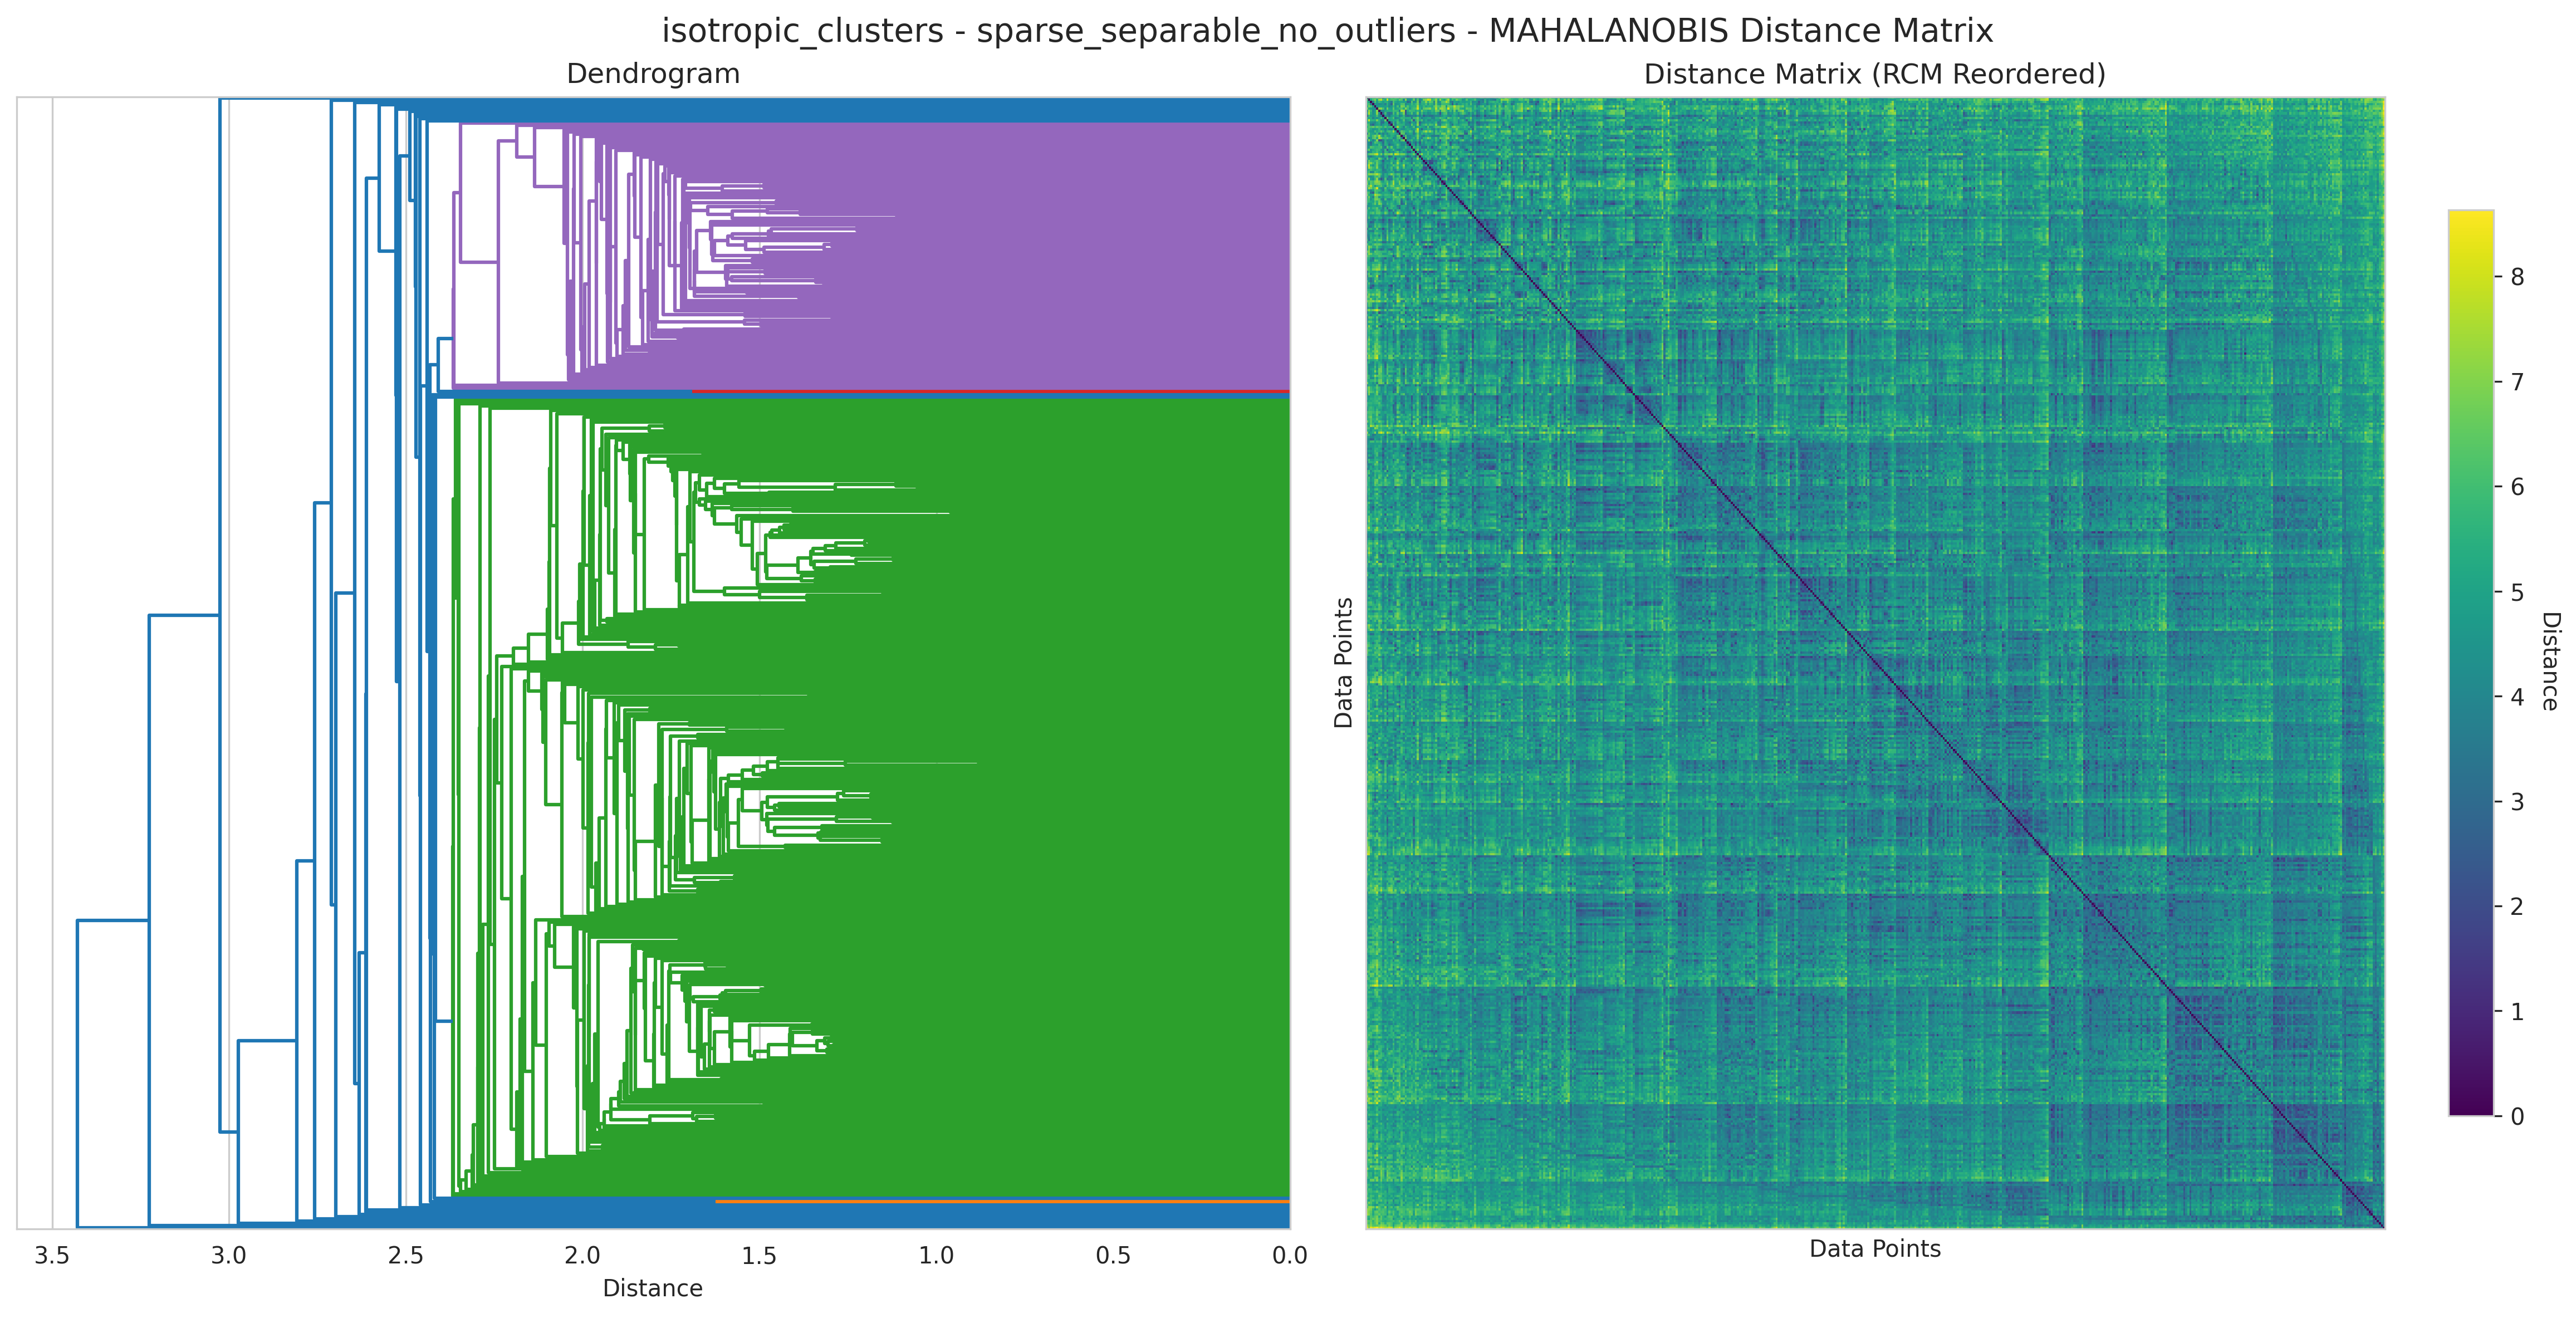 isotropic_clusters - sparse_separable_no_outliers - MAHALANOBIS Distance Matrix
Dendrogram
Distance Matrix (RCM Reordered)
3.5 3.0 2.5 2.0 1.5 1.0 0.5 0.0
Distance
Data Points
Data Points
8
7
6
5
4
3
2
1
0
Distance